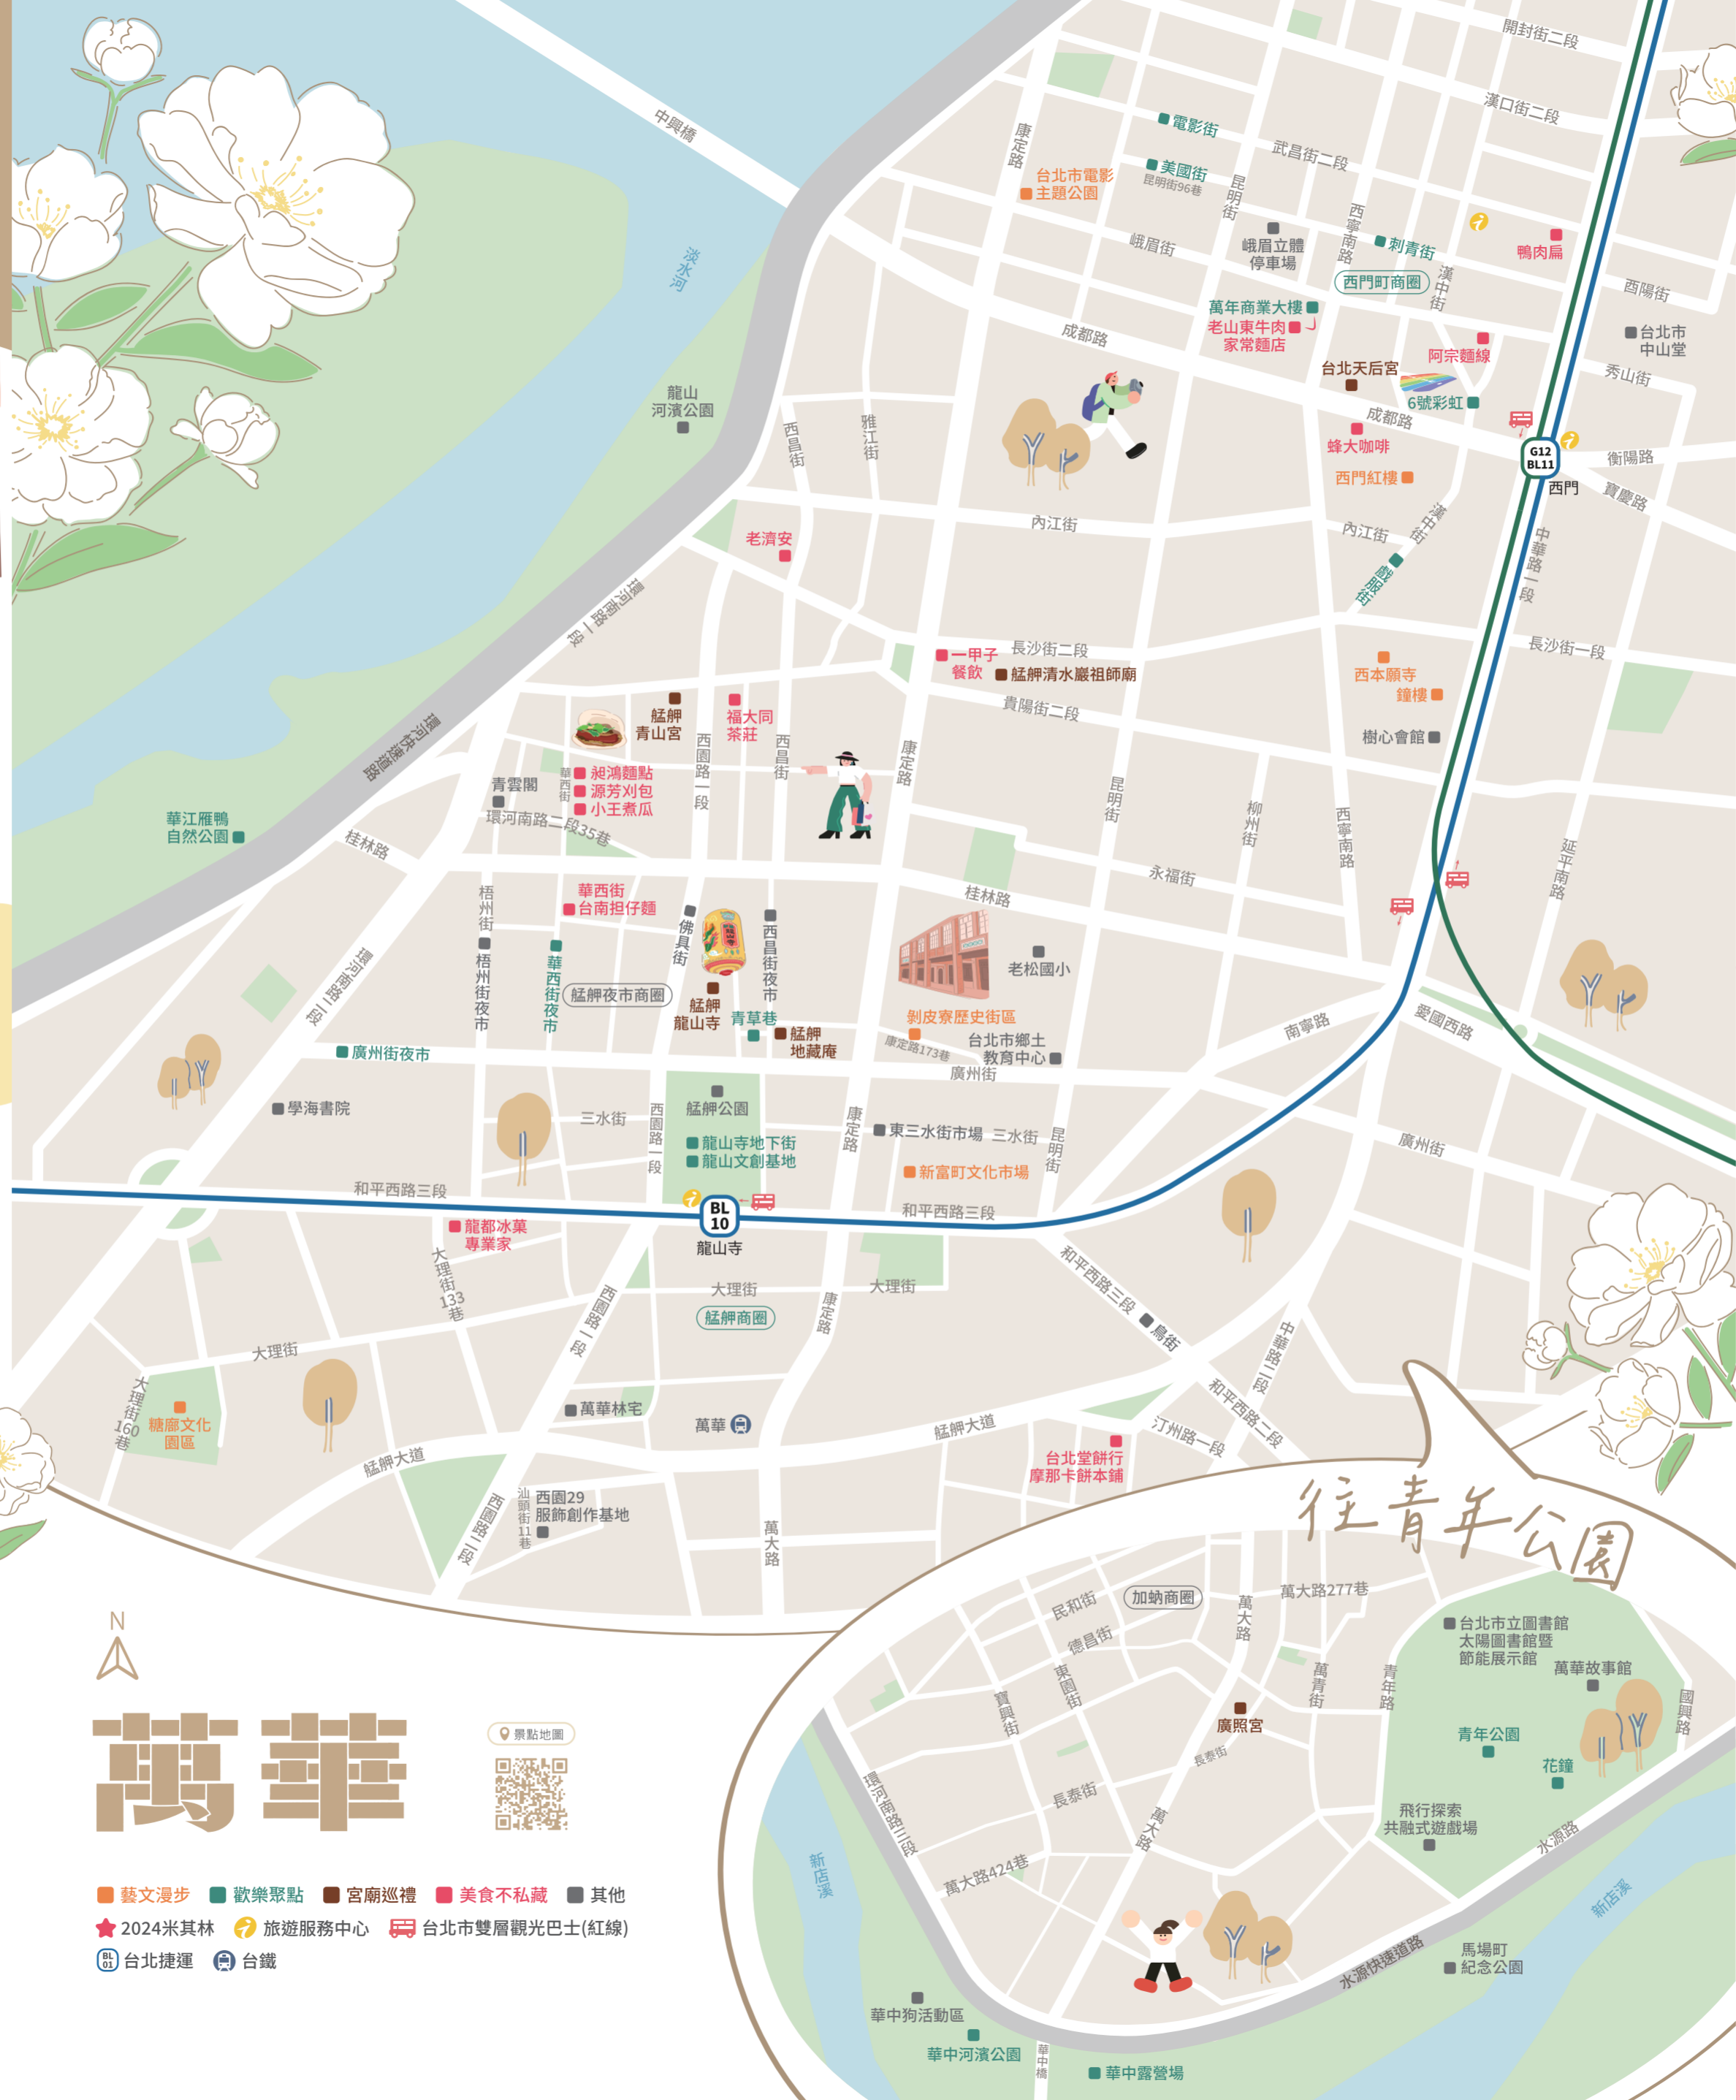 開封街二段
漢口街二段
中興橋
康定路
電影街
武昌街二段
美國街
昆明街96巷
台北市電影
主題公園
昆明街
西寧南路
峨眉街
峨眉立體
停車場
刺青街
鴨肉扁
漢中街
西門町商圈
淡水河
酉陽街
萬年商業大樓
老山東牛肉
家常麵店
成都路
台北市
中山堂
阿宗麵線
台北天后宮
秀山街
6號彩虹
龍山
河濱公園
西昌街
雅江街
成都路
蜂大咖啡
G12
BL11
西門
衡陽路
寶慶路
西門紅樓
內江街
內江街
漢中街
老濟安
中華路一段
戲服街
環河南路一段
長沙街二段
長沙街一段
一甲子
餐飲
艋舺清水巖祖師廟
西本願寺
鐘樓
貴陽街二段
艋舺
青山宮
福大同
茶莊
樹心會館
環河快速道路
西園路一段
西昌街
康定路
華西街
昶鴻麵點
源芳刈包
小王煮瓜
青雲閣
環河南路二段35巷
昆明街
柳州街
西寧南路
華江雁鴨
自然公園
桂林路
延平南路
永福街
梧州街
華西街
台南担仔麵
桂林路
佛具街
西昌街夜市
梧州街夜市
華西街夜市
老松國小
環河南路二段
艋舺夜市商圈
艋舺
龍山寺
青草巷
艋舺
地藏庵
剝皮寮歷史街區
康定路173巷
台北市鄉土
教育中心
南寧路
愛國西路
廣州街夜市
廣州街
學海書院
艋舺公園
三水街
西園路一段
康定路
東三水街市場
三水街
昆明街
廣州街
龍山寺地下街
龍山文創基地
新富町文化市場
和平西路三段
BL
10
龍山寺
和平西路三段
龍都冰菓
專業家
大理街133巷
和平西路三段
鳥街
大理街
大理街
西園路一段
康定路
艋舺商圈
中華路二段
大理街
大理街160巷
糖廍文化
園區
萬華林宅
萬華
艋舺大道
和平西路二段
汀州路一段
艋舺大道
台北堂餅行
摩那卡餅本鋪
西園路二段
汕頭街11巷
西園29
服飾創作基地
萬大路
往青年公園
加蚋商圈
民和街
萬大路277巷
萬大路
德昌街
台北市立圖書館
太陽圖書館暨
節能展示館
萬華故事館
東園街
寶興街
萬青街
青年路
國興路
廣照宮
青年公園
長泰街
花鐘
長泰街
環河南路三段
萬大路
飛行探索
共融式遊戲場
水源路
新店溪
萬大路424巷
新店溪
水源快速道路
馬場町
紀念公園
華中狗活動區
華中河濱公園
華中橋
華中露營場
N
萬華
景點地圖
藝文漫步
歡樂聚點
宮廟巡禮
美食不私藏
其他
2024米其林
旅遊服務中心
台北市雙層觀光巴士(紅線)
BL
01
台北捷運
台鐵